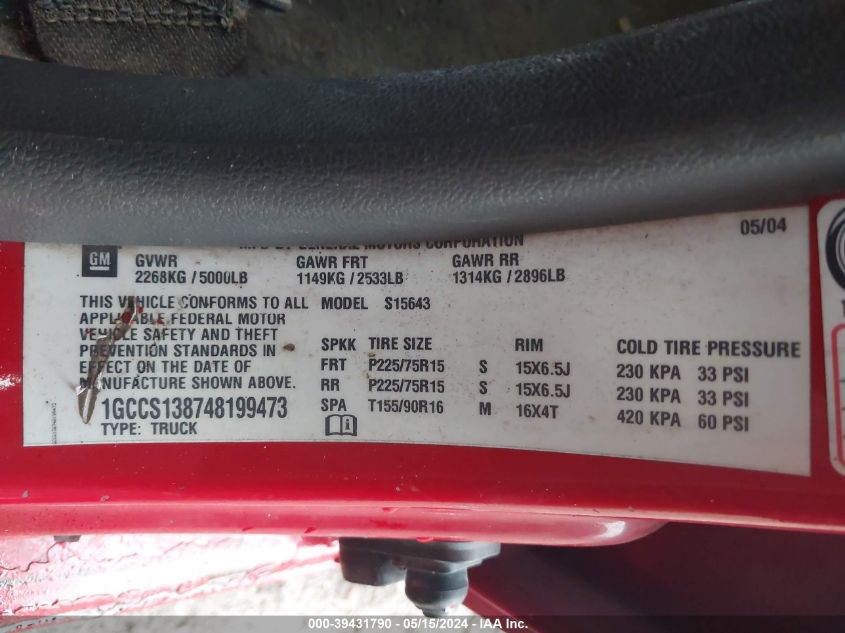 05/04
GENERAL MOTORS CORPORATION
GM
GVWR GAWR FRT GAWR RR
2268KG / 5000LB 1149KG / 2533LB 1314KG / 2896LB
THIS VEHICLE CONFORMS TO ALL MODEL S15643
APPLICABLE FEDERAL MOTOR
VEHICLE SAFETY AND THEFT
PREVENTION STANDARDS IN
EFFECT ON THE DATE OF
MANUFACTURE SHOWN ABOVE.
SPKK TIRE SIZE RIM COLD TIRE PRESSURE
FRT P225/75R15 S 15X6.5J 230 KPA 33 PSI
RR P225/75R15 S 15X6.5J 230 KPA 33 PSI
SPA T155/90R16 M 16X4T 420 KPA 60 PSI
1GCCS138748199473
TYPE: TRUCK
000-39431790 - 05/15/2024 - IAA Inc.